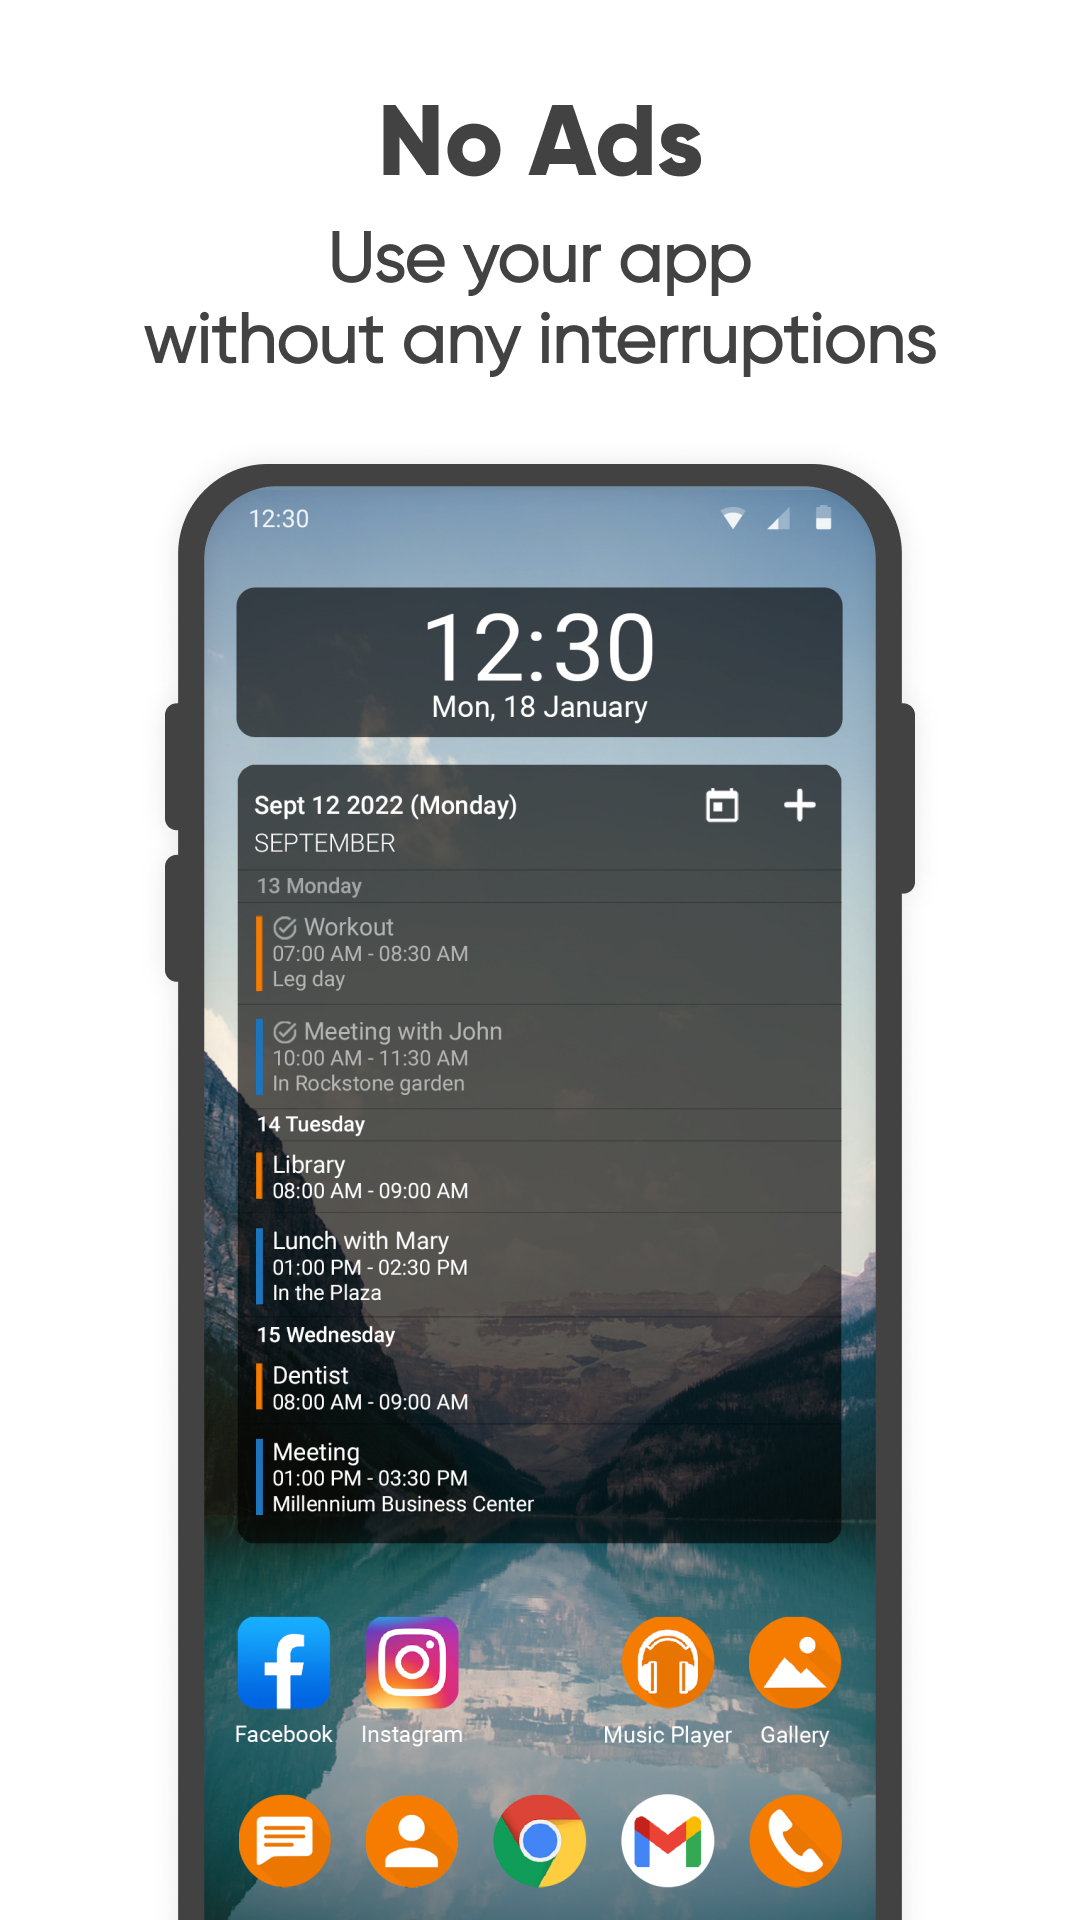 No Ads
Use your app
without any interruptions
12:30
12:30
Mon, 18 January
Sept 12 2022 (Monday)
SEPTEMBER
13 Monday
Workout
07:00 AM - 08:30 AM
Leg day
Meeting with John
10:00 AM - 11:30 AM
In Rockstone garden
14 Tuesday
Library
08:00 AM - 09:00 AM
Lunch with Mary
01:00 PM - 02:30 PM
In the Plaza
15 Wednesday
Dentist
08:00 AM - 09:00 AM
Meeting
01:00 PM - 03:30 PM
Millennium Business Center
Facebook Instagram Music Player Gallery